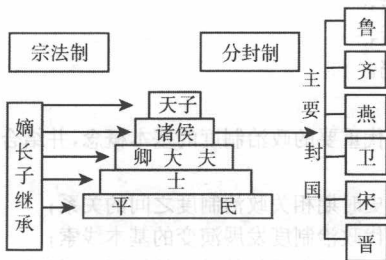 宗法制
分封制
嫡长子继承
天子
诸侯
卿大夫
士
平民
主要封国
鲁
齐
燕
卫
宋
晋